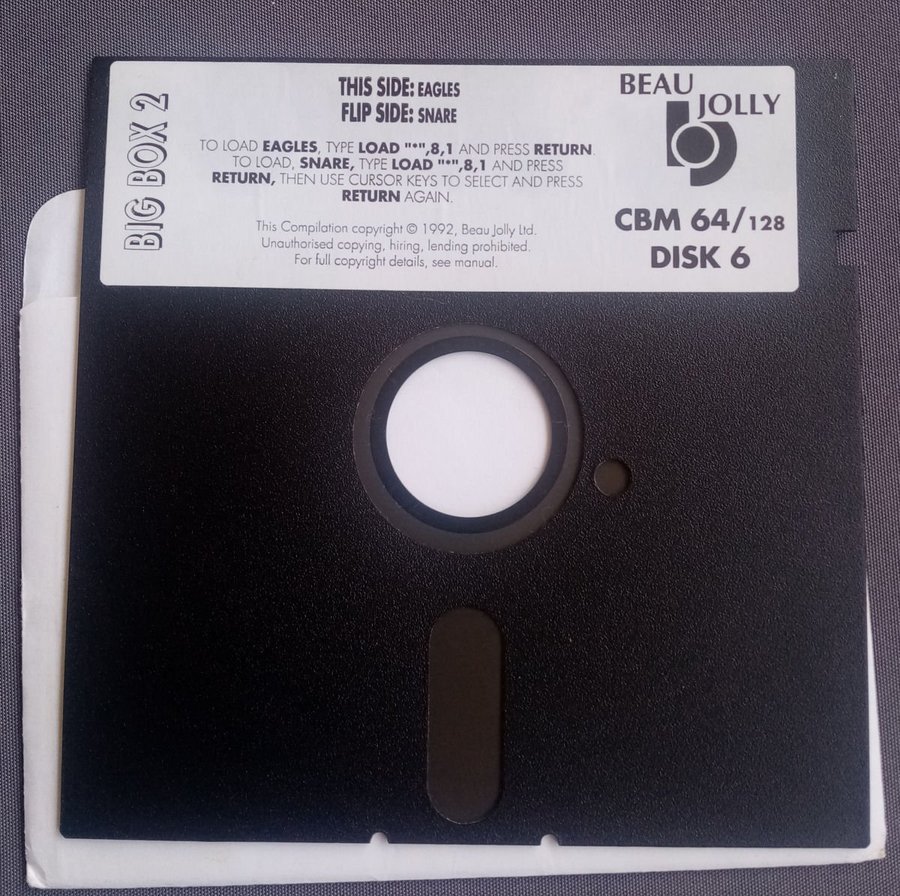 BIG BOX 2
THIS SIDE: EAGLES
FLIP SIDE: SNARE
TO LOAD EAGLES, TYPE LOAD "*",8,1 AND PRESS RETURN.
TO LOAD, SNARE, TYPE LOAD "*",8,1 AND PRESS
RETURN, THEN USE CURSOR KEYS TO SELECT AND PRESS
RETURN AGAIN.
This Compilation copyright © 1992, Beau Jolly Ltd.
Unauthorised copying, hiring, lending prohibited.
For full copyright details, see manual.
BEAU
JOLLY
CBM 64/128
DISK 6